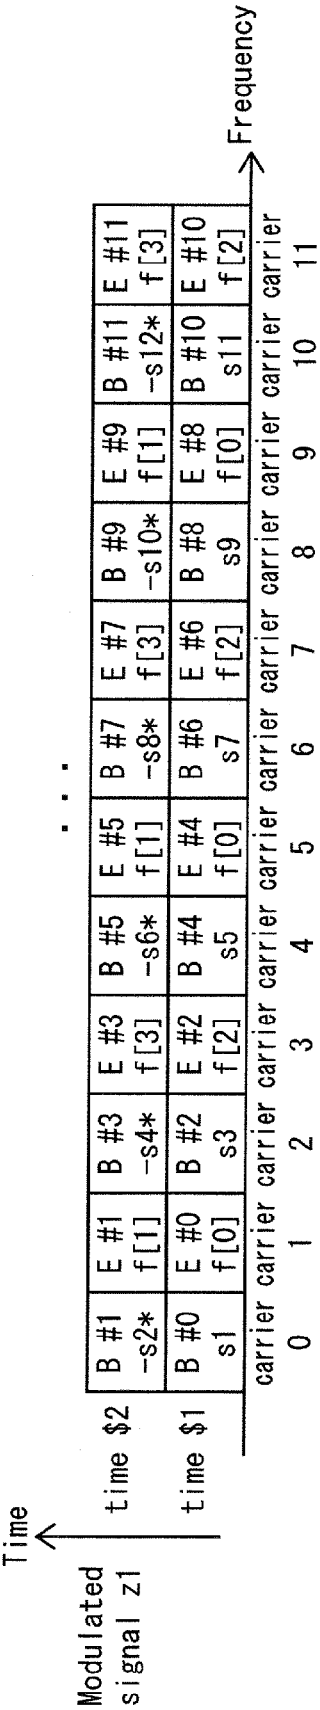 Time
Modulated
signal z1
. . .
time $2
B #1 E #1 B #3 E #3 B #5 E #5 B #7 E #7 B #9 E #9 B #11 E #11
-s2* f[1] -s4* f[3] -s6* f[1] -s8* f[3] -s10* f[1] -s12* f[3]
time $1
B #0 E #0 B #2 E #2 B #4 E #4 B #6 E #6 B #8 E #8 B #10 E #10
s1 f[0] s3 f[2] s5 f[0] s7 f[2] s9 f[0] s11 f[2]
Frequency
carrier carrier carrier carrier carrier carrier carrier carrier carrier carrier carrier carrier
0 1 2 3 4 5 6 7 8 9 10 11